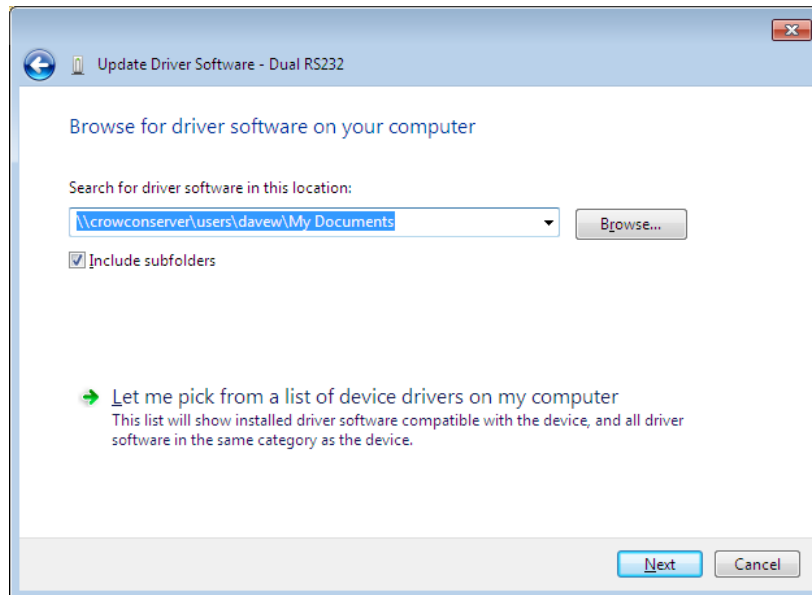 Update Driver Software - Dual RS232
Browse for driver software on your computer
Search for driver software in this location:
\\crowconserver\users\davew\My Documents
Browse...
Include subfolders
Let me pick from a list of device drivers on my computer
This list will show installed driver software compatible with the device, and all driver
software in the same category as the device.
Next
Cancel